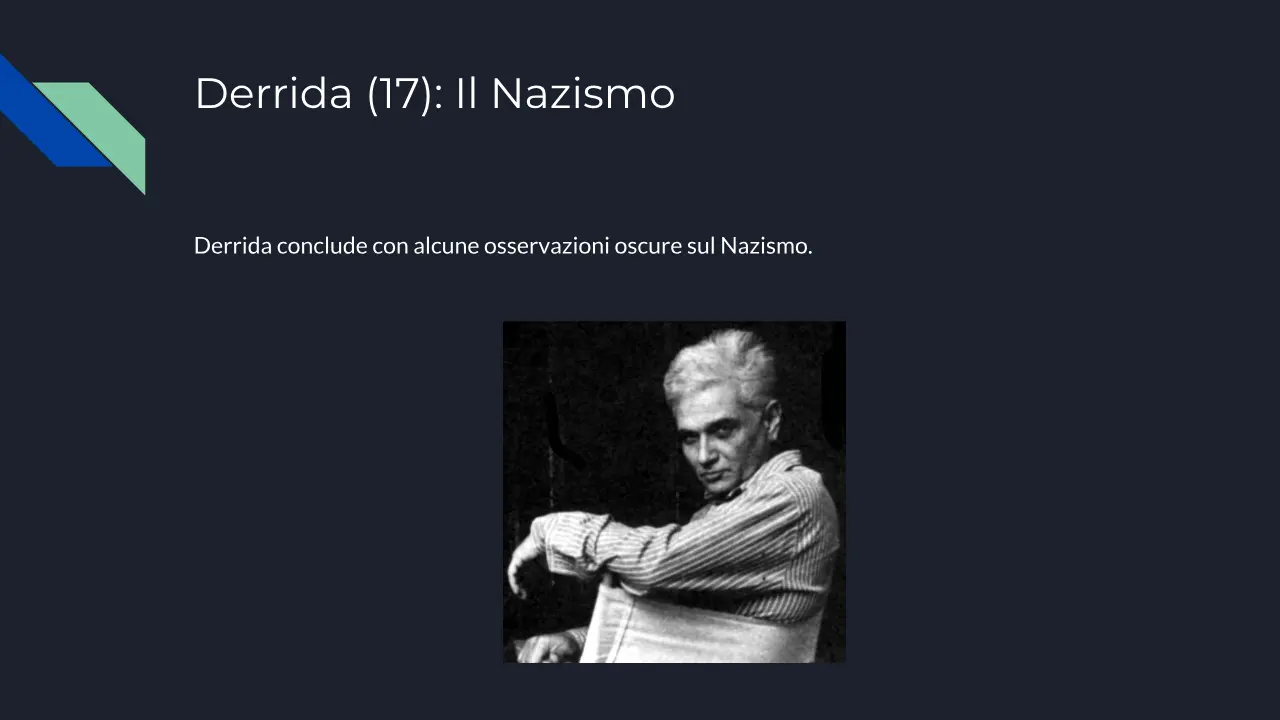 Derrida (17): Il Nazismo
Derrida conclude con alcune osservazioni oscure sul Nazismo.